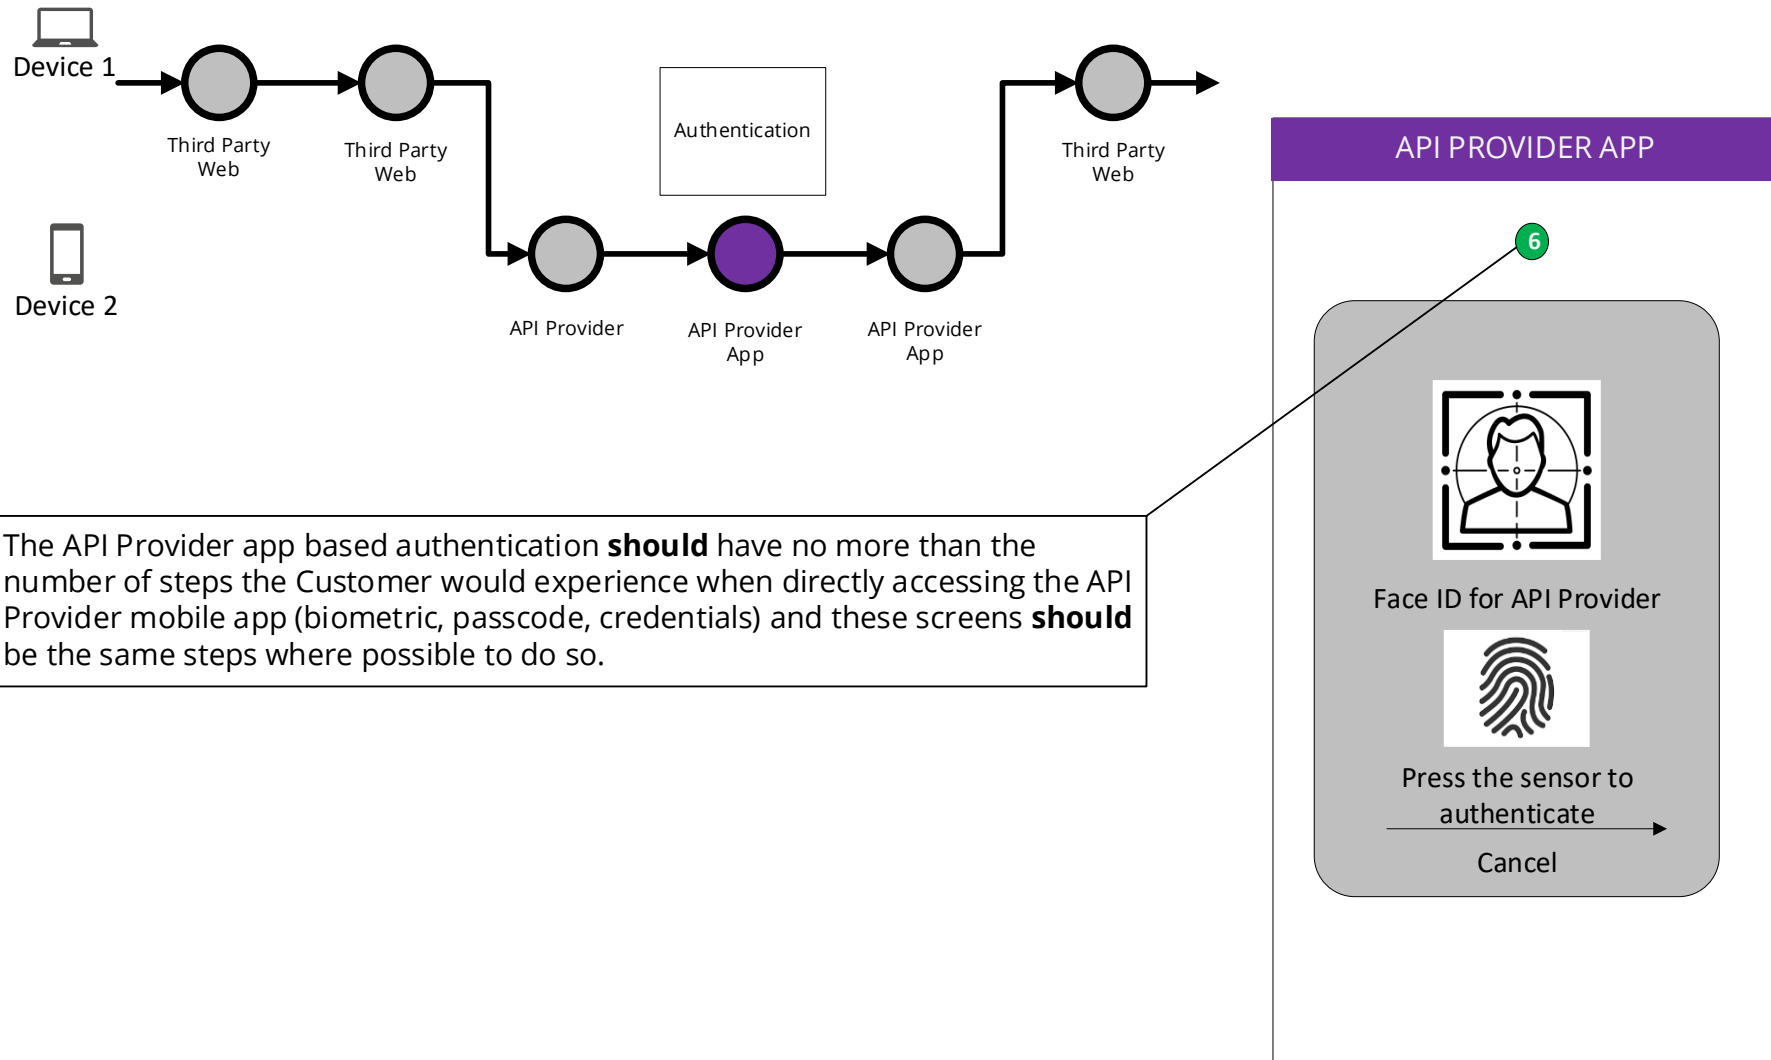 Device 1
Third Party
Web
Third Party
Web
Authentication
Third Party
Web
Device 2
API Provider
API Provider
App
API Provider
App
API PROVIDER APP
6
The API Provider app based authentication should have no more than the
number of steps the Customer would experience when directly accessing the API
Provider mobile app (biometric, passcode, credentials) and these screens should
be the same steps where possible to do so.
Face ID for API Provider
Press the sensor to
authenticate
Cancel